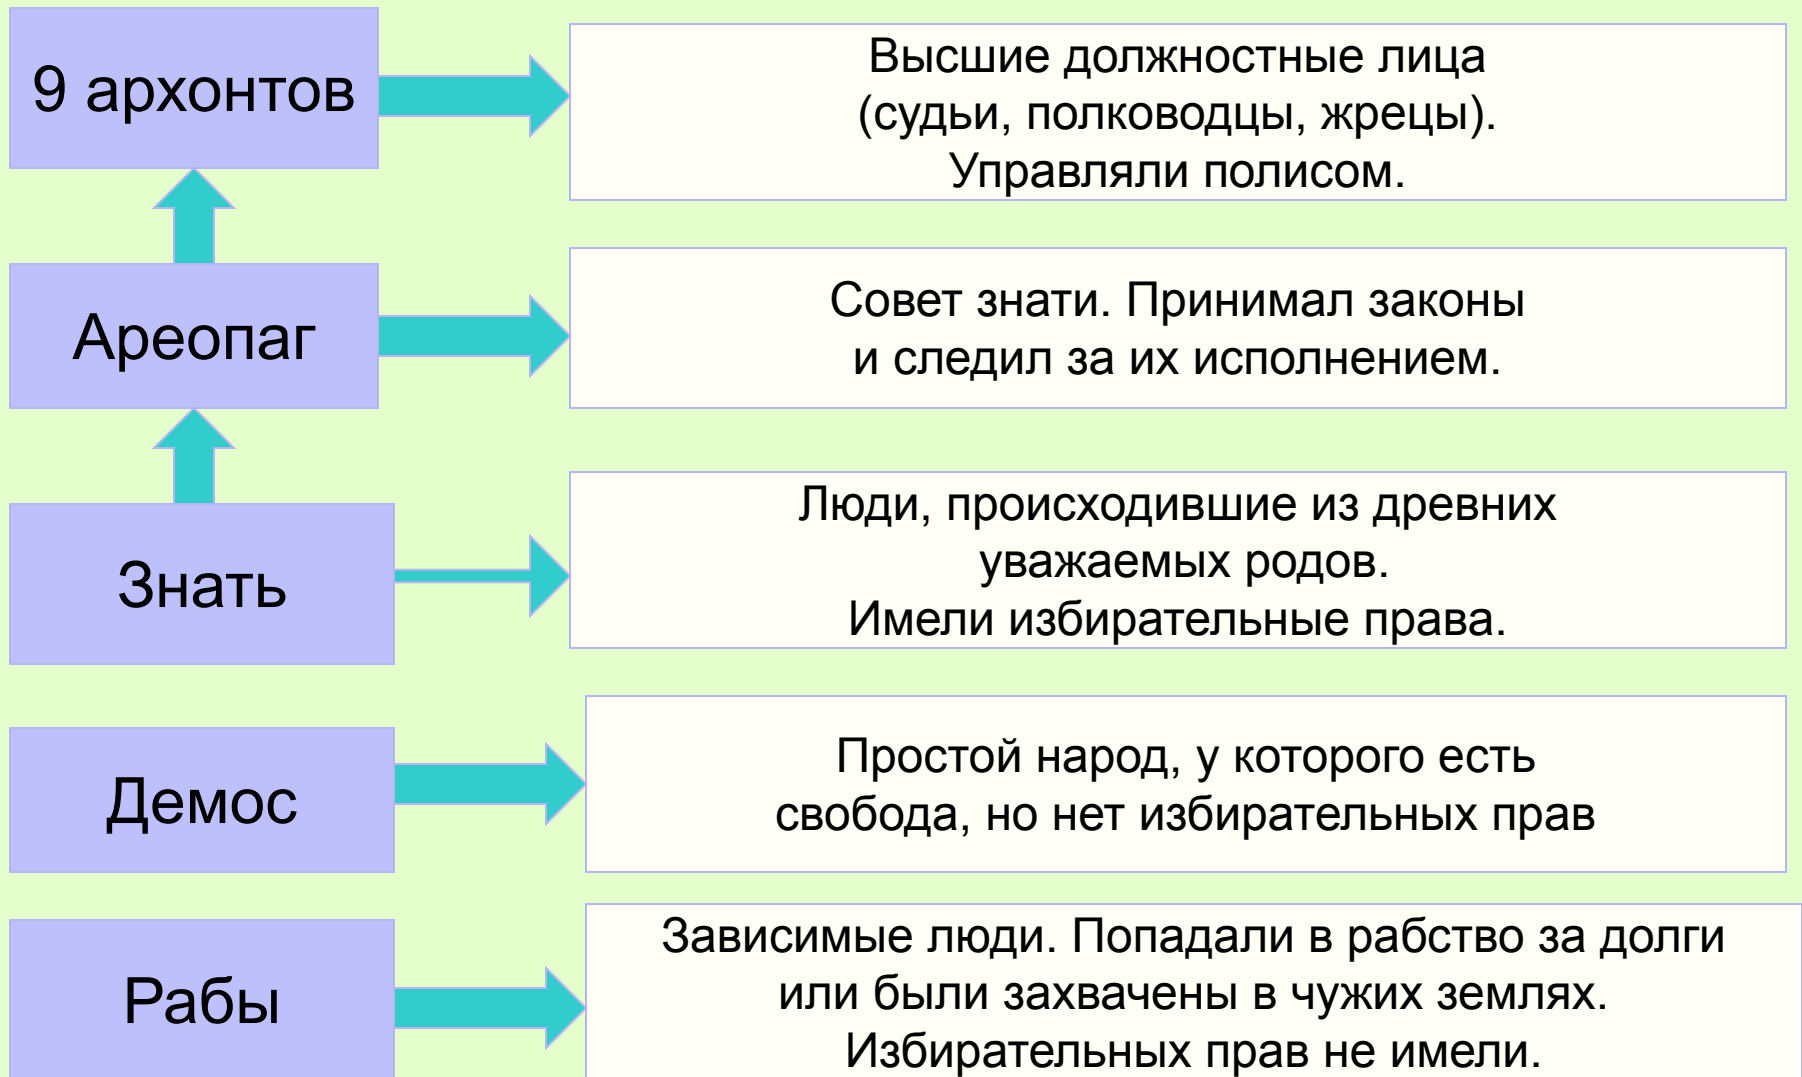 9 архонтов
Высшие должностные лица
(судьи, полководцы, жрецы).
Управляли полисом.
Ареопаг
Совет знати. Принимал законы
и следил за их исполнением.
Знать
Люди, происходившие из древних
уважаемых родов.
Имели избирательные права.
Демос
Простой народ, у которого есть
свобода, но нет избирательных прав
Рабы
Зависимые люди. Попадали в рабство за долги
или были захвачены в чужих землях.
Избирательных прав не имели.